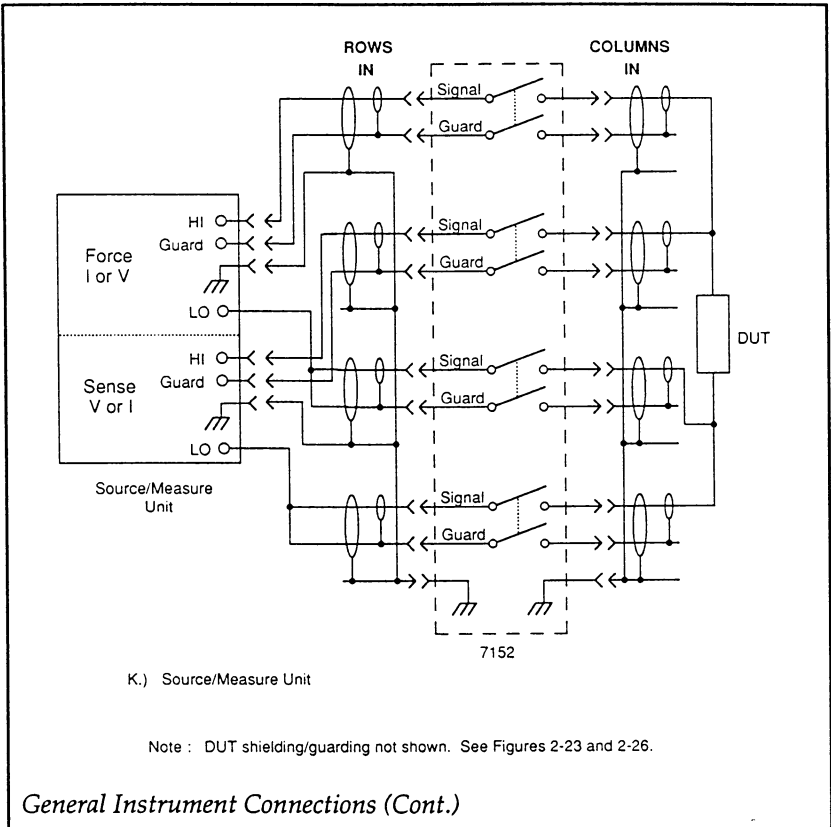 ROWS
IN
COLUMNS
IN
Signal
Guard
HI
Guard
Force
I or V
LO
Signal
Guard
HI
Guard
Sense
V or I
LO
Signal
Guard
DUT
Source/Measure
Unit
Signal
Guard
7152
K.) Source/Measure Unit
Note : DUT shielding/guarding not shown. See Figures 2-23 and 2-26.
General Instrument Connections (Cont.)